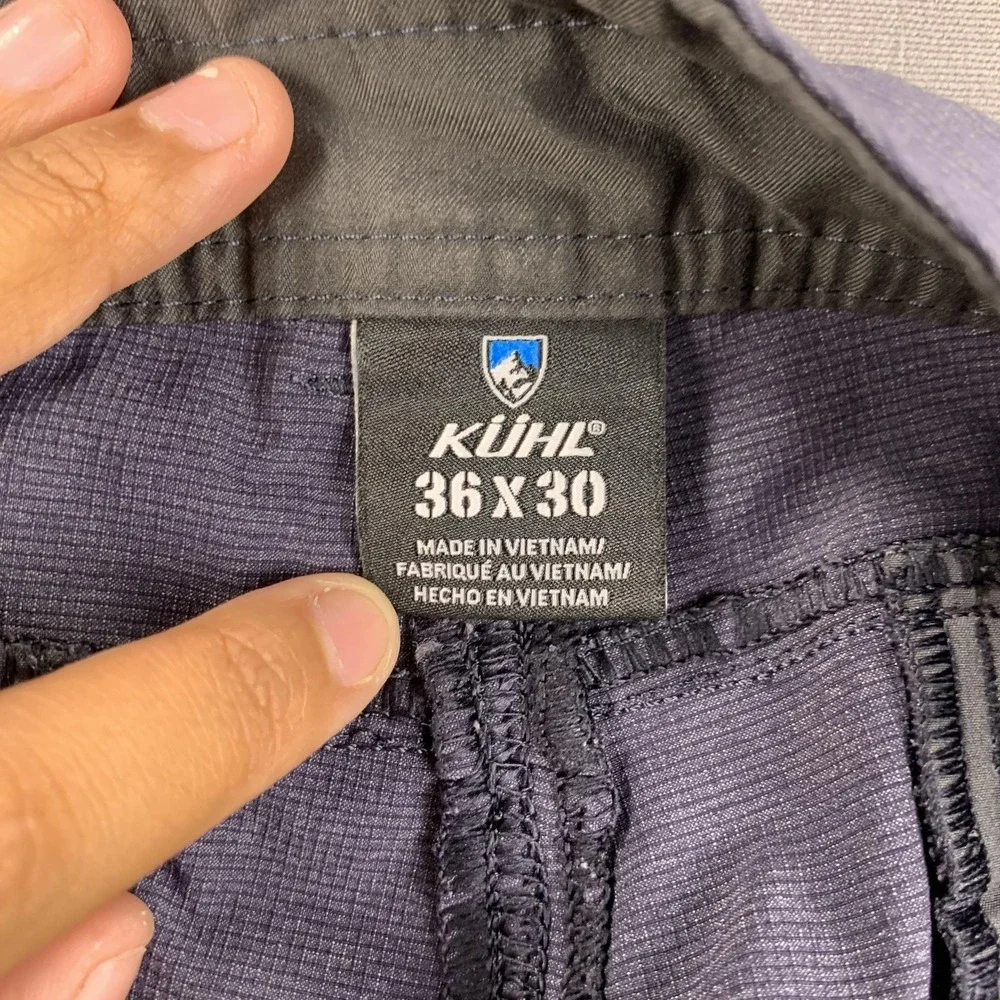 KÜHL®
36 X 30
MADE IN VIETNAM/
FABRIQUÉ AU VIETNAM/
HECHO EN VIETNAM